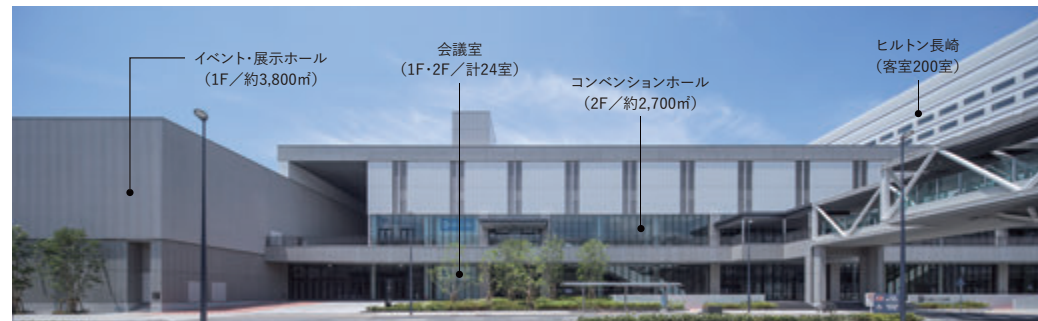 イベント・展示ホール
（1F／約3,800㎡）
会議室
（1F・2F／計24室）
コンベンションホール
（2F／約2,700㎡）
ヒルトン長崎
（客室200室）